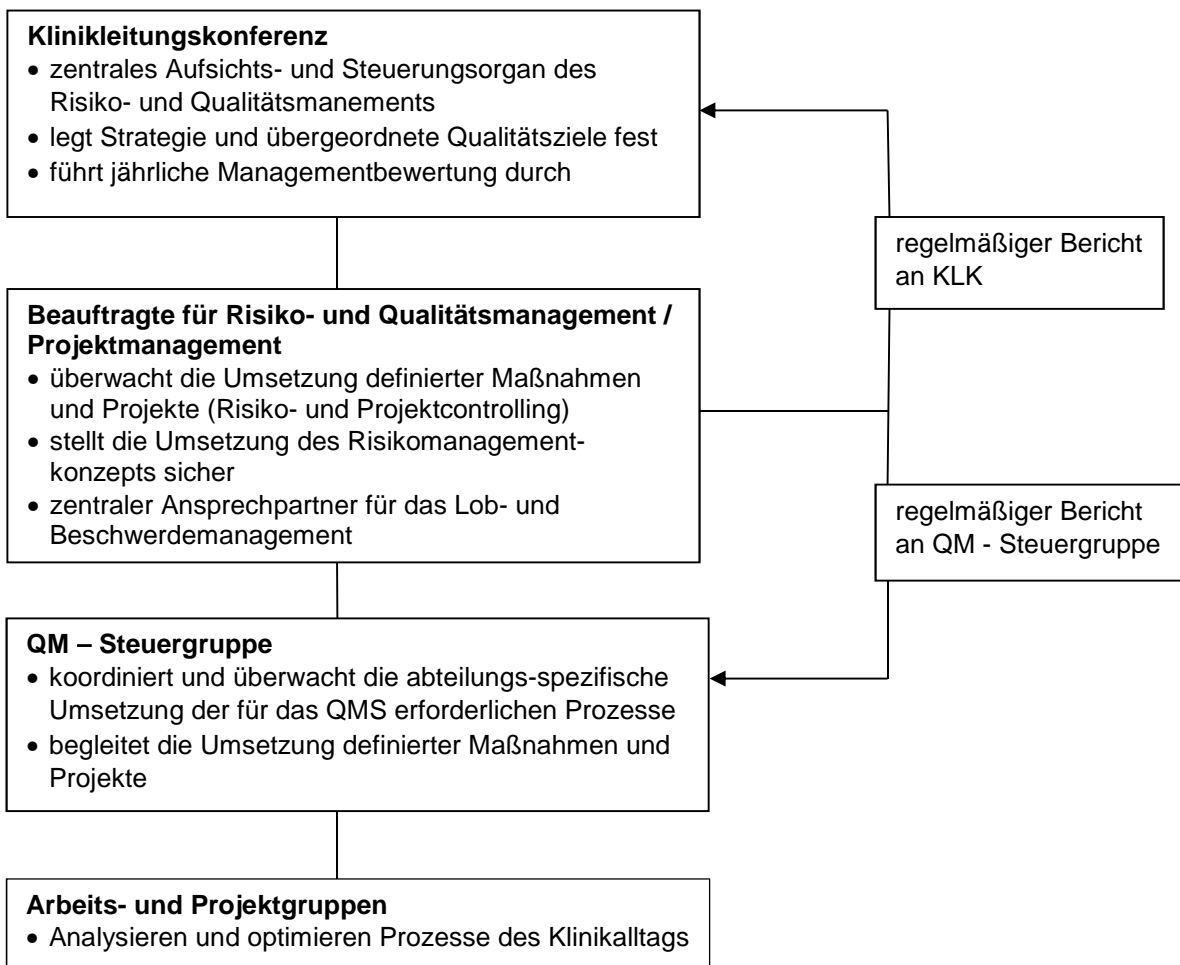 Klinikleitungskonferenz
• zentrales Aufsichts- und Steuerungsorgan des
Risiko- und Qualitätsmanements
• legt Strategie und übergeordnete Qualitätsziele fest
• führt jährliche Managementbewertung durch
regelmäßiger Bericht
an KLK
Beauftragte für Risiko- und Qualitätsmanagement /
Projektmanagement
• überwacht die Umsetzung definierter Maßnahmen
und Projekte (Risiko- und Projektcontrolling)
• stellt die Umsetzung des Risikomanagement-
konzepts sicher
• zentraler Ansprechpartner für das Lob- und
Beschwerdemanagement
regelmäßiger Bericht
an QM - Steuergruppe
QM – Steuergruppe
• koordiniert und überwacht die abteilungs-spezifische
Umsetzung der für das QMS erforderlichen Prozesse
• begleitet die Umsetzung definierter Maßnahmen und
Projekte
Arbeits- und Projektgruppen
• Analysieren und optimieren Prozesse des Klinikalltags